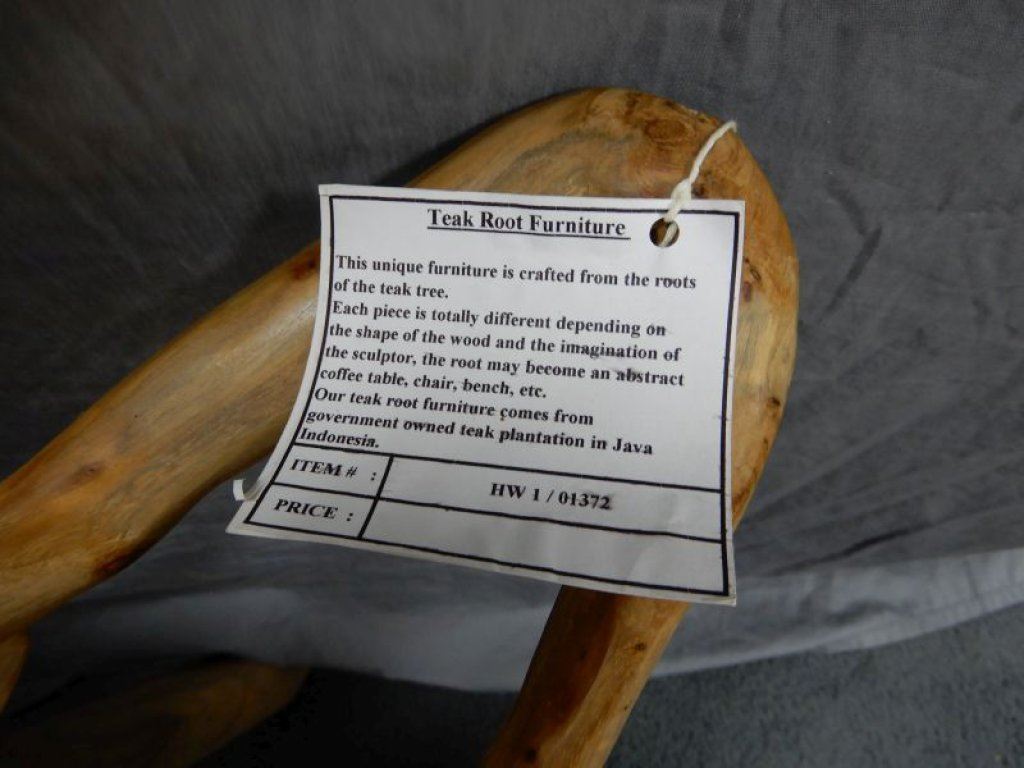 Teak Root Furniture
This unique furniture is crafted from the roots
of the teak tree.
Each piece is totally different depending on
the shape of the wood and the imagination of
the sculptor, the root may become an abstract
coffee table, chair, bench, etc.
Our teak root furniture comes from
government owned teak plantation in Java
Indonesia.
ITEM # : HW 1 / 01372
PRICE :